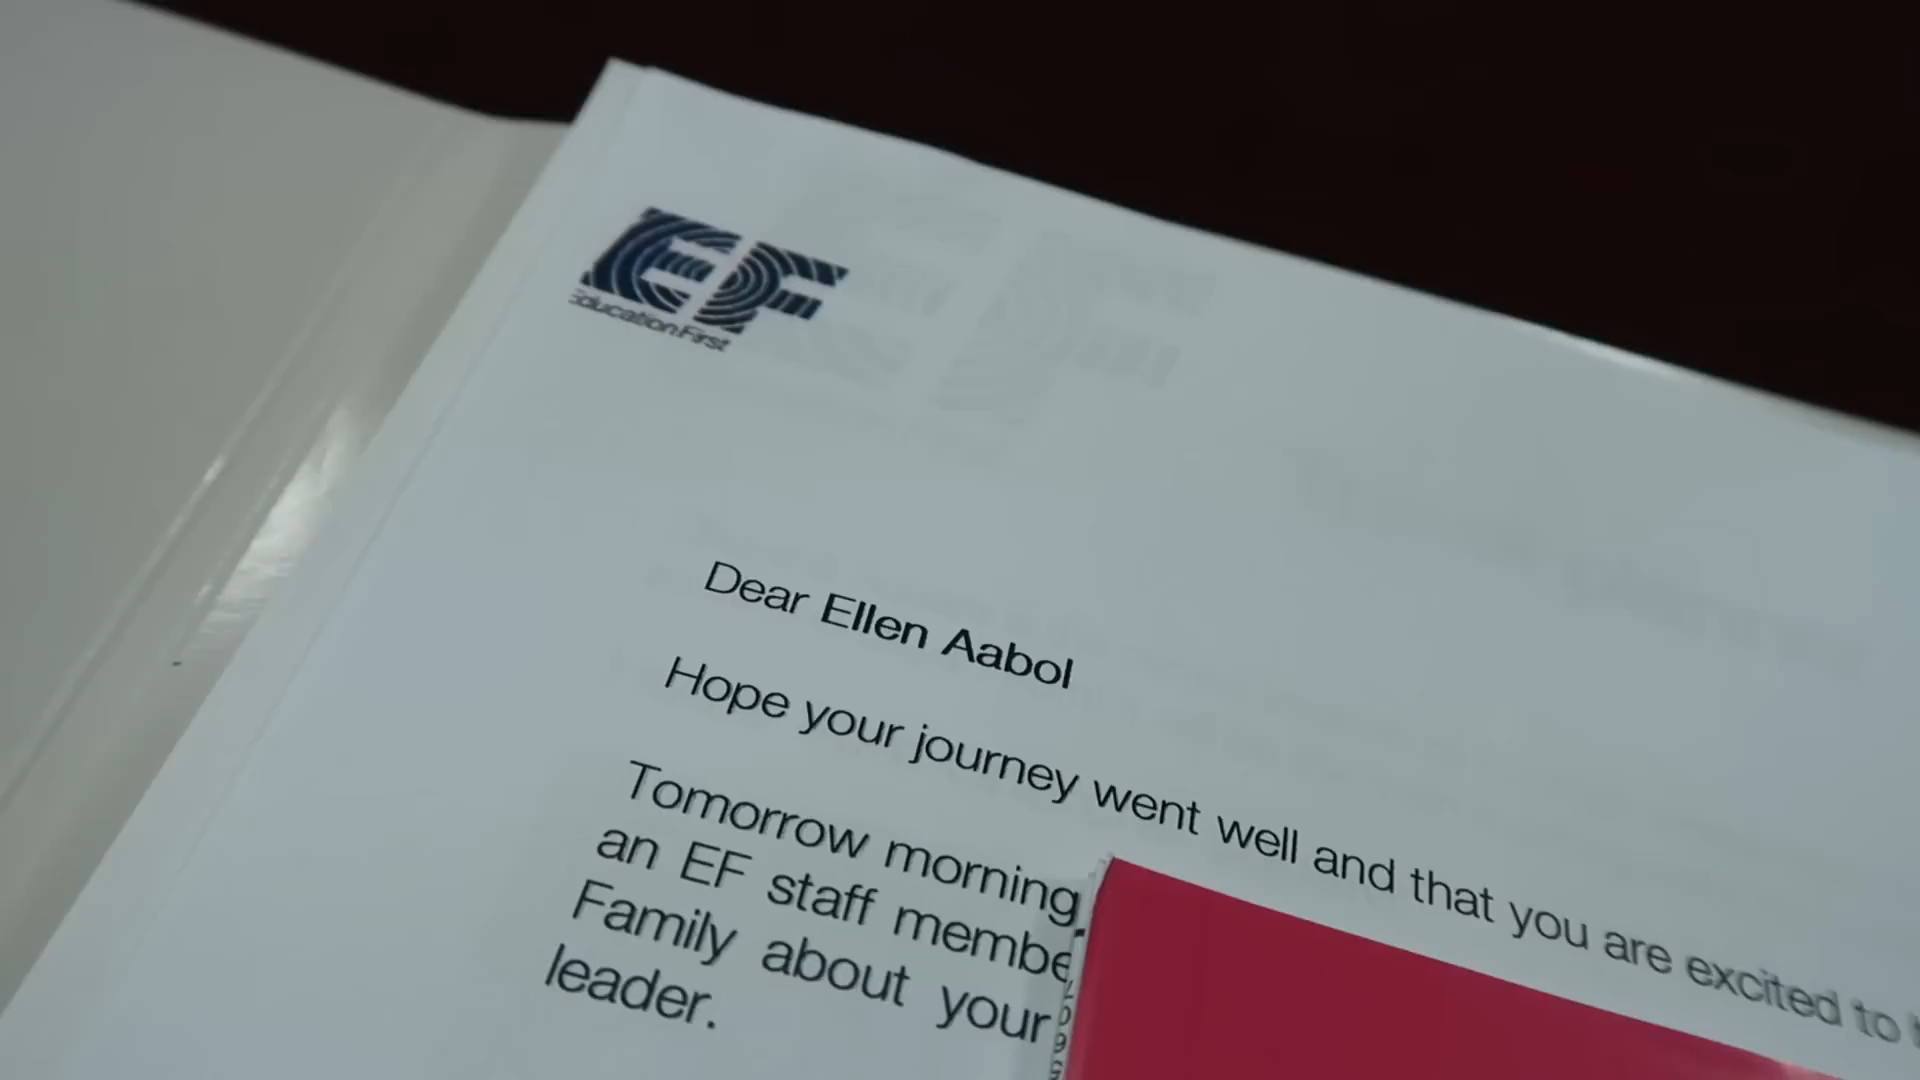 EF
Education First
Dear Ellen Aabol
Hope your journey went well and that you are excited to
Tomorrow morning
an EF staff membe
Family about your
leader.